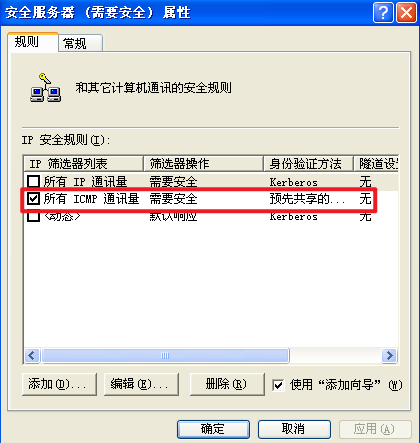 安全服务器 (需要安全) 属性
规则
常规
和其它计算机通讯的安全规则
IP 安全规则(I):
IP 筛选器列表 筛选器操作 身份验证方法 隧道设
所有 IP 通讯量 需要安全 Kerberos 无
所有 ICMP 通讯量 需要安全 预先共享的... 无
<动态> 默认响应 Kerberos 无
添加(D)... 编辑(E)... 删除(R) 使用“添加向导”(W)
确定 取消 应用(A)